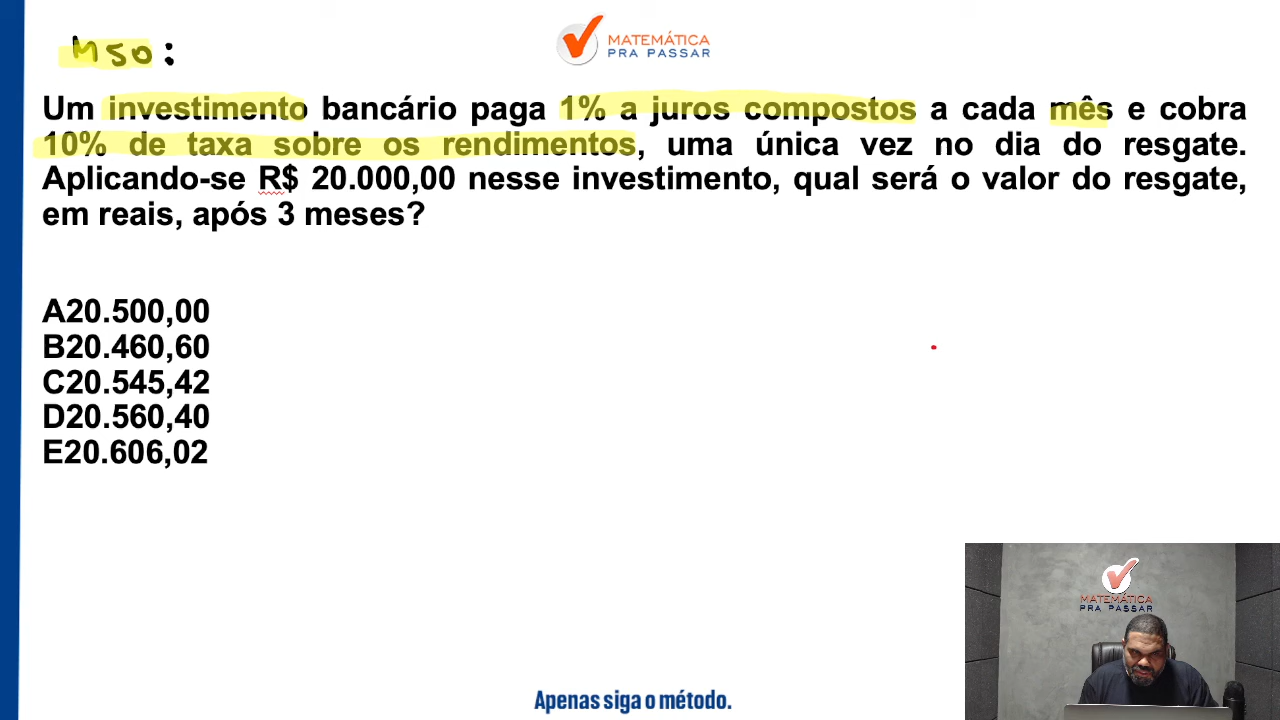 MATEMÁTICA
PRA PASSAR
MSO:
Um investimento bancário paga 1% a juros compostos a cada mês e cobra
10% de taxa sobre os rendimentos, uma única vez no dia do resgate.
Aplicando-se R$ 20.000,00 nesse investimento, qual será o valor do resgate,
em reais, após 3 meses?
A20.500,00
B20.460,60
C20.545,42
D20.560,40
E20.606,02
MATEMÁTICA
PRA PASSAR
Apenas siga o método.